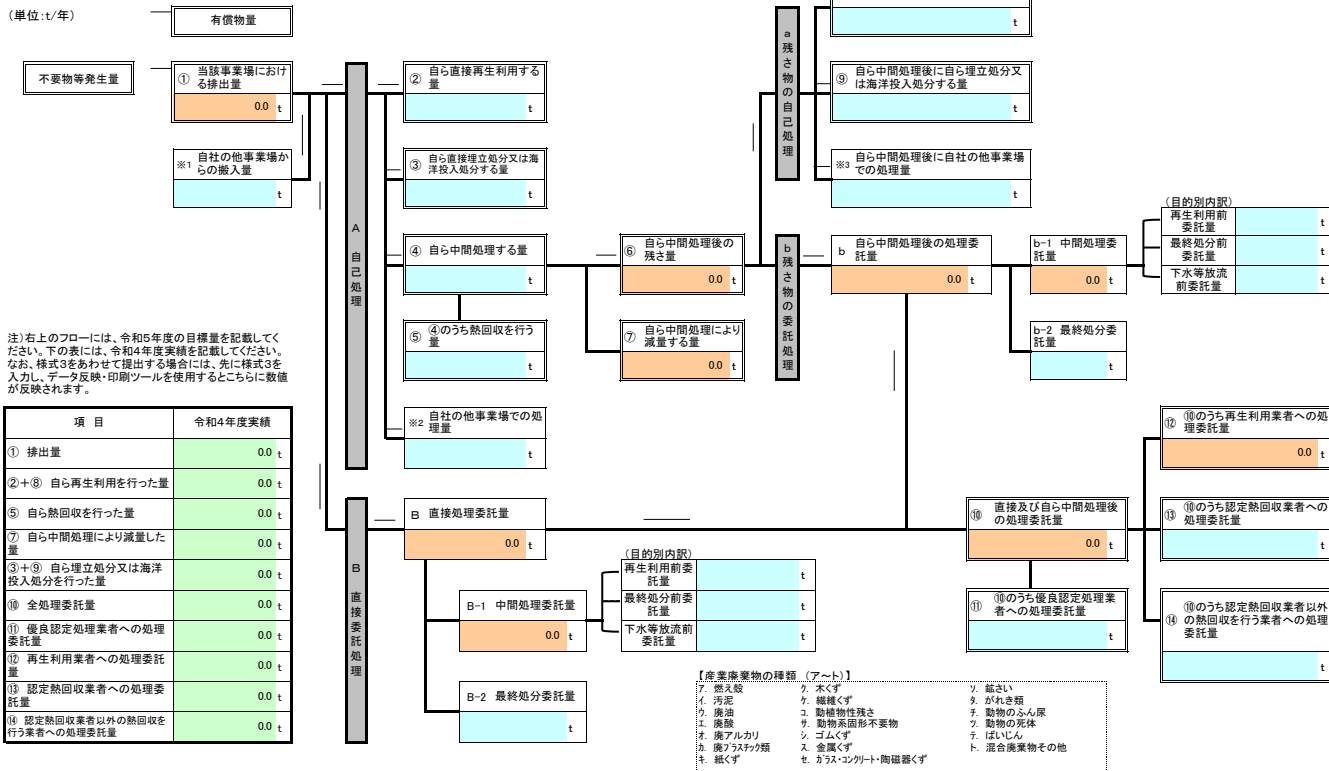 (単位:t/年)
有償物量
t
不要物等発生量
① 当該事業場におけ
る排出量
0.0 t
※1 自社の他事業場か
らの搬入量
t
A 自己処理
② 自ら直接再生利用する
量
t
③ 自ら直接埋立処分又は海
洋投入処分する量
t
④ 自ら中間処理する量
t
⑤ ④のうち熱回収を行う
量
t
※2 自社の他事業場での処
理量
t
⑥ 自ら中間処理後の
残さ量
0.0 t
⑦ 自ら中間処理により
減量する量
0.0 t
a 残さ物の自己処理
⑨ 自ら中間処理後に自ら埋立処分又
は海洋投入処分する量
t
※3 自ら中間処理後に自社の他事業場
での処理量
t
b 残さ物の委託処理
b 自ら中間処理後の処理委
託量
0.0 t
b-1 中間処理委
託量
0.0 t
(目的別内訳)
再生利用前
委託量
t
最終処分前
委託量
t
下水等放流
前委託量
t
b-2 最終処分委
託量
t
注)右上のフローには、令和5年度の目標量を記載してく
ださい。下の表には、令和4年度実績を記載してください。
なお、様式3をあわせて提出する場合には、先に様式3を
入力し、データ反映・印刷ツールを使用するとこちらに数値
が反映されます。
項 目 令和4年度実績
① 排出量 0.0 t
②+⑧ 自ら再生利用を行った量 0.0 t
⑤ 自ら熱回収を行った量 0.0 t
⑦ 自ら中間処理により減量した
量 0.0 t
③+⑨ 自ら埋立処分又は海洋
投入処分を行った量 0.0 t
⑩ 全処理委託量 0.0 t
⑪ 優良認定処理業者への処理
委託量 0.0 t
⑫ 再生利用業者への処理委託
量 0.0 t
⑬ 認定熱回収業者への処理委
託量 0.0 t
⑭ 認定熱回収業者以外の熱回収を
行う業者への処理委託量 0.0 t
B 直接委託処理
B 直接処理委託量
0.0 t
B-1 中間処理委託量
0.0 t
(目的別内訳)
再生利用前委
託量
t
最終処分前委
託量
t
下水等放流前
委託量
t
B-2 最終処分委託量
t
⑩ 直接及び自ら中間処理後
の処理委託量
0.0 t
⑪ ⑩のうち優良認定処理業
者への処理委託量
t
⑫ ⑩のうち再生利用業者への処
理委託量
0.0 t
⑬ ⑩のうち認定熱回収業者への
処理委託量
t
⑭ ⑩のうち認定熱回収業者以外
の熱回収を行う業者への処理
委託量
t
【産業廃棄物の種類 (ア~ト)】
ア. 燃え殻 ク. 木くず ソ. 鉱さい
イ. 汚泥 ケ. 繊維くず タ. がれき類
ウ. 廃油 コ. 動植物性残さ チ. 動物のふん尿
エ. 廃酸 サ. 動物系固形不要物 ツ. 動物の死体
オ. 廃アルカリ シ. ゴムくず テ. ばいじん
カ. 廃プラスチック類 ス. 金属くず ト. 混合廃棄物その他
キ. 紙くず セ. ガラス・コンクリート・陶磁器くず